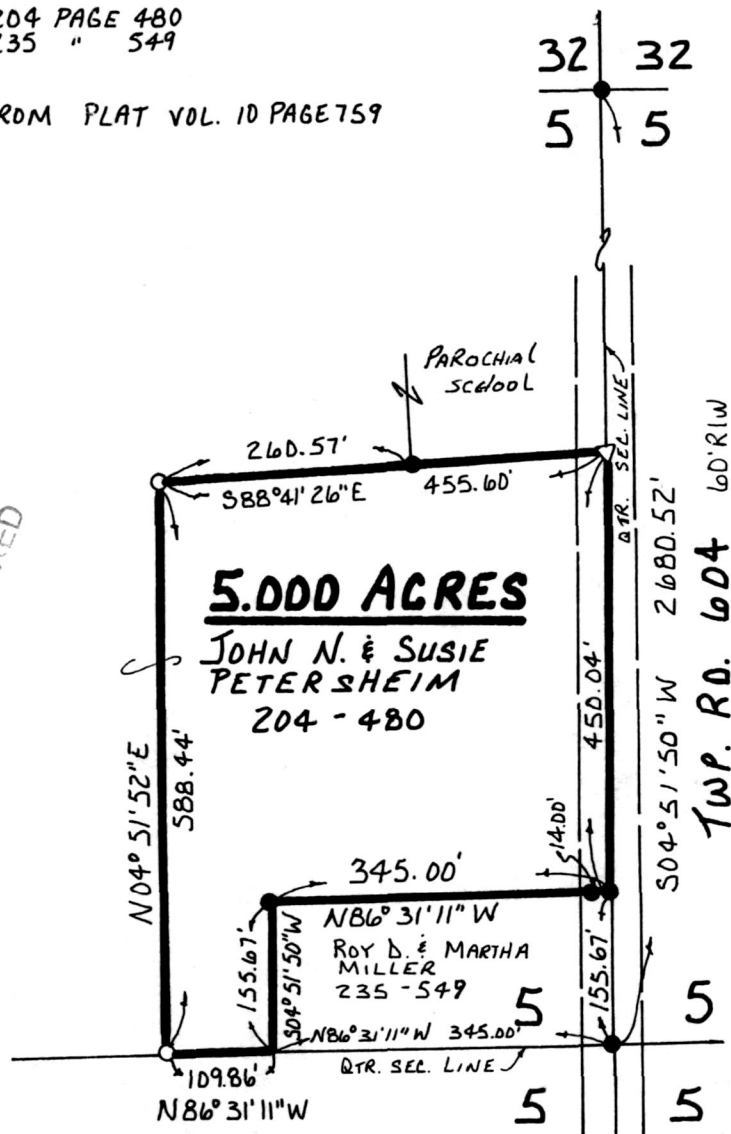 204 PAGE 480
235 " 549
ROM PLAT VOL. 10 PAGE 759
32 32
5 5
PAROCHIAL
SCHOOL
260.57'
S88°41'26"E
455.60'
QTR. SEC. LINE
5.000 ACRES
JOHN N. & SUSIE
PETERSHEIM
204 - 480
N04°51'52"E
588.44'
450.04'
S04°51'50"W 2680.52'
TWP. RD. 604 60'R/W
14.00'
345.00'
N86°31'11"W
155.67'
S04°51'50"W
ROY D. & MARTHA
MILLER
235 - 549
155.67'
5 5
N86°31'11"W 345.00'
QTR. SEC. LINE
109.86'
N86°31'11"W
5 5